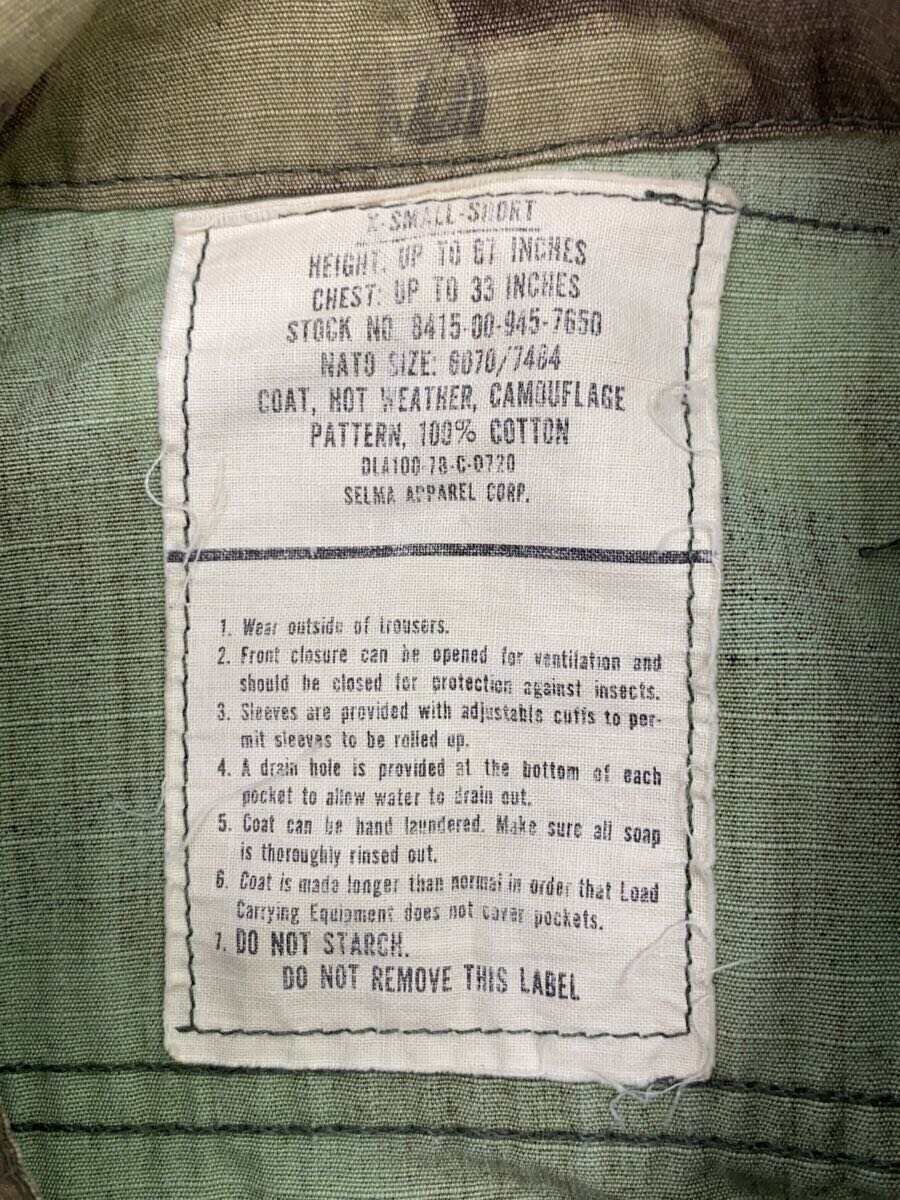 X-SMALL-SHORT
HEIGHT: UP TO 67 INCHES
CHEST: UP TO 33 INCHES
STOCK NO. 8415-00-945-7650
NATO SIZE: 6070/7484
COAT, HOT WEATHER, CAMOUFLAGE
PATTERN, 100% COTTON
DLA100-78-C-0720
SELMA APPAREL CORP.
1. Wear outside of trousers.
2. Front closure can be opened for ventilation and
should be closed for protection against insects.
3. Sleeves are provided with adjustable cuffs to per-
mit sleeves to be rolled up.
4. A drain hole is provided at the bottom of each
pocket to allow water to drain out.
5. Coat can be hand laundered. Make sure all soap
is thoroughly rinsed out.
6. Coat is made longer than normal in order that Load
Carrying Equipment does not cover pockets.
7. DO NOT STARCH.
DO NOT REMOVE THIS LABEL